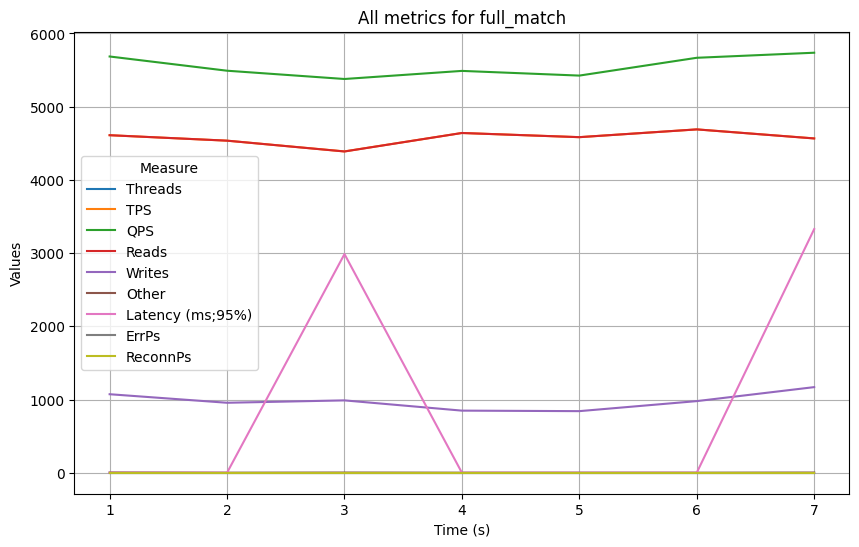 All metrics for full_match
6000
5000
4000
3000
2000
1000
0
Values
Measure
Threads
TPS
QPS
Reads
Writes
Other
Latency (ms;95%)
ErrPs
ReconnPs
1 2 3 4 5 6 7
Time (s)